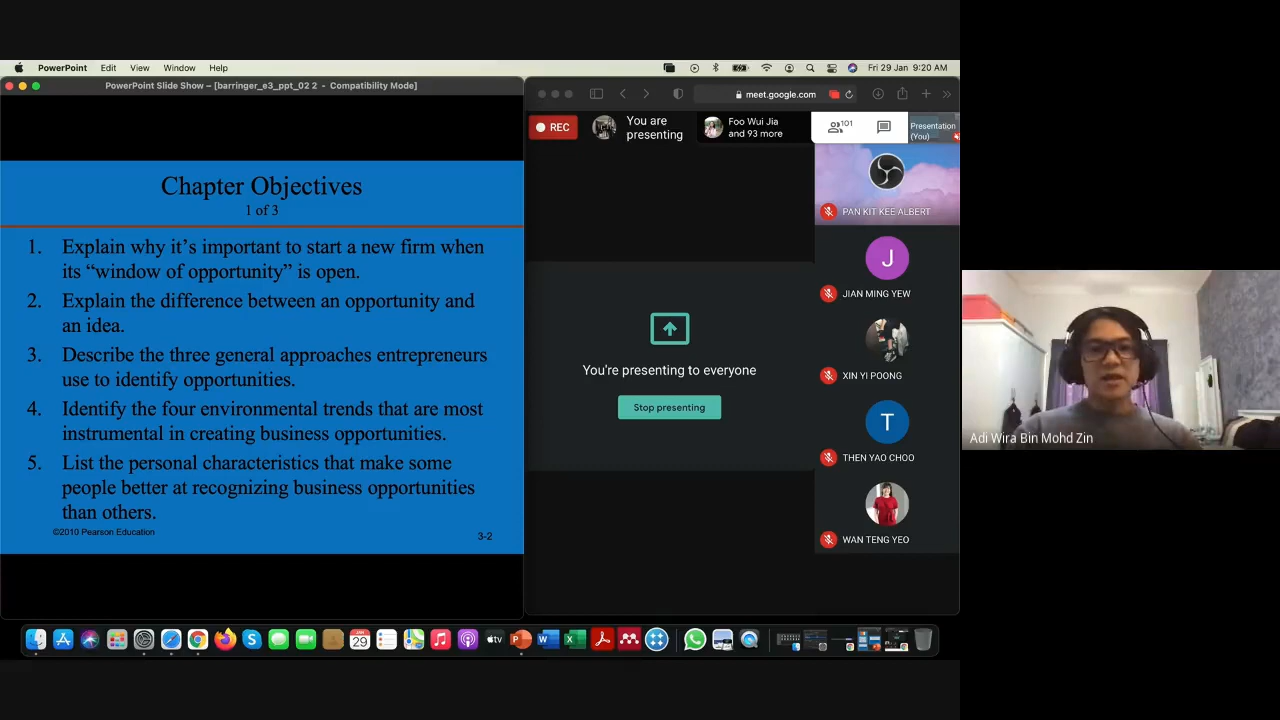 PowerPoint Edit View Window Help
Fri 29 Jan 9:20 AM
PowerPoint Slide Show – [barringer_e3_ppt_02 2 - Compatibility Mode]
meet.google.com
Chapter Objectives
1 of 3
1. Explain why it's important to start a new firm when
its “window of opportunity” is open.
2. Explain the difference between an opportunity and
an idea.
3. Describe the three general approaches entrepreneurs
use to identify opportunities.
4. Identify the four environmental trends that are most
instrumental in creating business opportunities.
5. List the personal characteristics that make some
people better at recognizing business opportunities
than others.
©2010 Pearson Education
3-2
REC
You are
presenting
Foo Wui Jia
and 93 more
101
Presentation
(You)
You're presenting to everyone
Stop presenting
PAN KIT KEE ALBERT
J
JIAN MING YEW
XIN YI POONG
T
THEN YAO CHOO
WAN TENG YEO
Adi Wira Bin Mohd Zin
JAN
29
tv
P
W
X
S